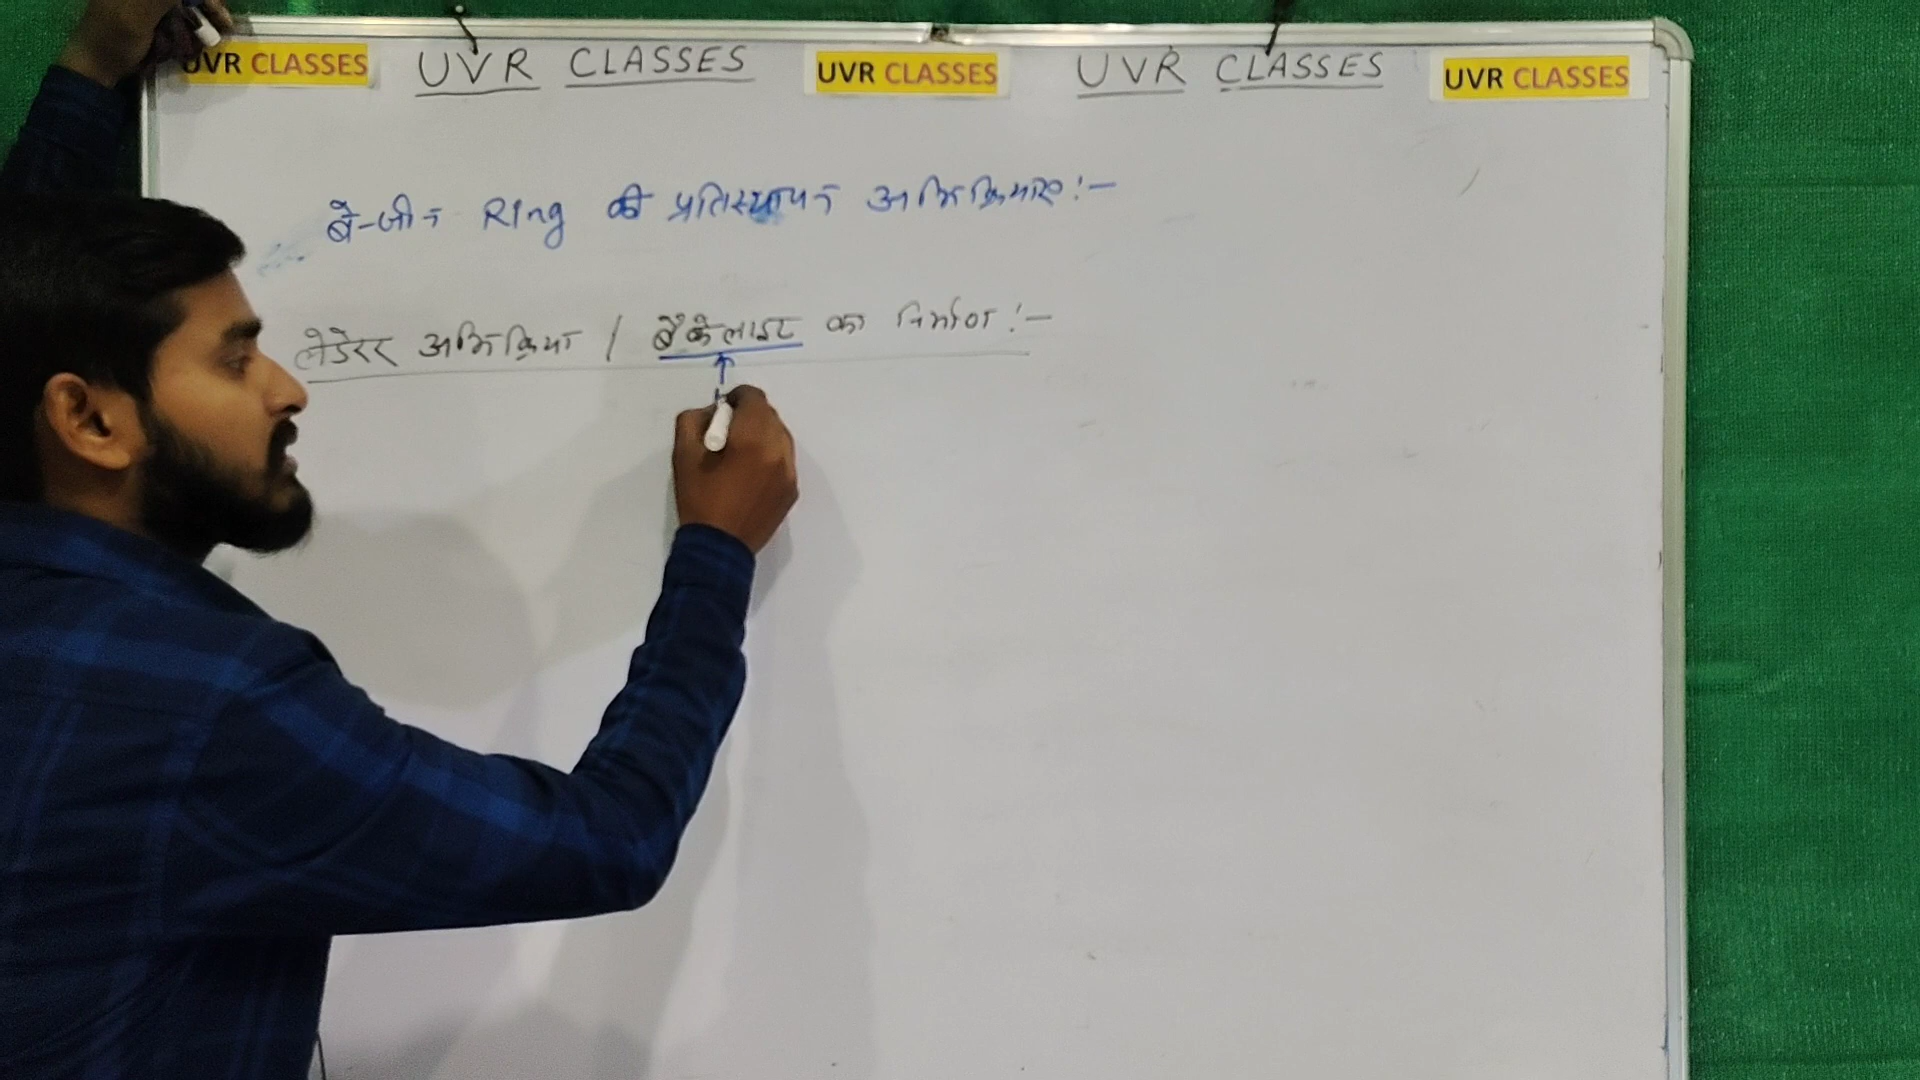 UVR CLASSES UVR CLASSES UVR CLASSES UVR CLASSES UVR CLASSES
बेन्जीन Ring की प्रतिस्थापन अभिक्रियाए :-
लेडेरर अभिक्रिया / बैकेलाइट का निर्माण :-